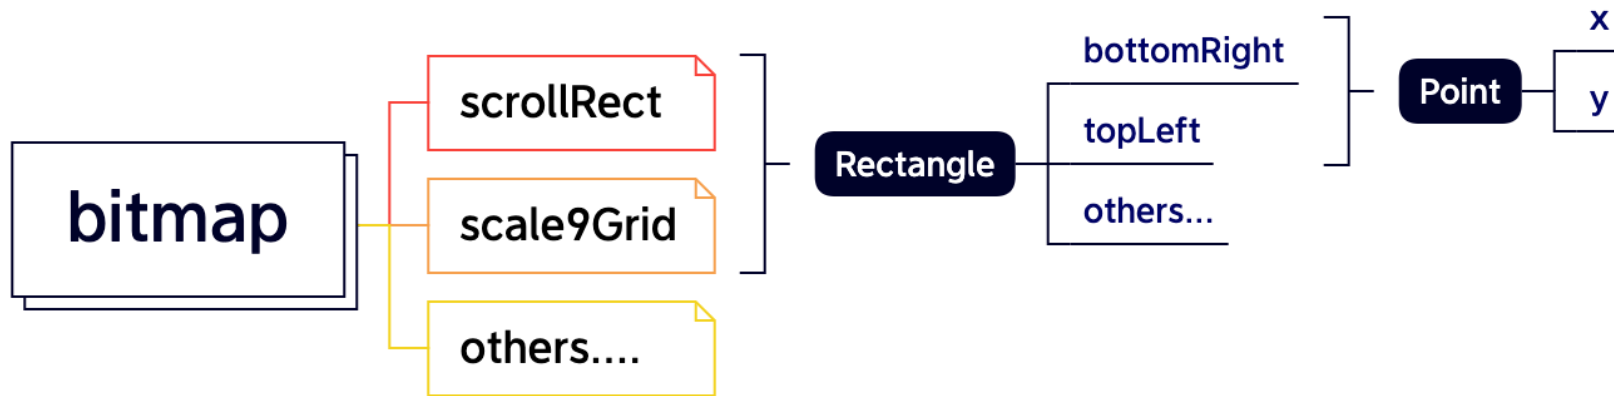 bitmap
scrollRect
scale9Grid
others....
Rectangle
bottomRight
topLeft
others...
Point
x
y